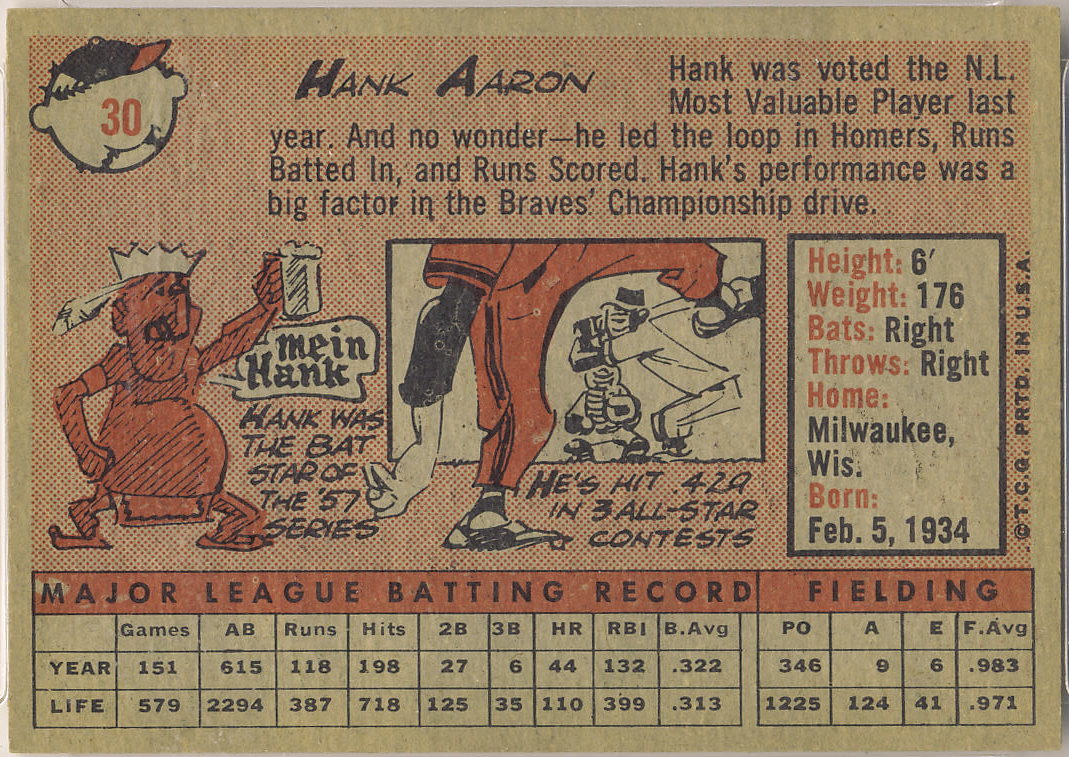 30
HANK AARON
Hank was voted the N.L.
Most Valuable Player last
year. And no wonder—he led the loop in Homers, Runs
Batted In, and Runs Scored. Hank's performance was a
big factor in the Braves' Championship drive.
mein
Hank
HANK WAS
THE BAT
STAR OF
THE '57
SERIES
HE'S HIT .429
IN 3 ALL-STAR
CONTESTS
Height: 6'
Weight: 176
Bats: Right
Throws: Right
Home:
Milwaukee,
Wis.
Born:
Feb. 5, 1934
©T.C.G. PRTD. IN U.S.A.
MAJOR LEAGUE BATTING RECORD FIELDING
Games AB Runs Hits 2B 3B HR RBI B.Avg PO A E F.Avg
YEAR 151 615 118 198 27 6 44 132 .322 346 9 6 .983
LIFE 579 2294 387 718 125 35 110 399 .313 1225 124 41 .971